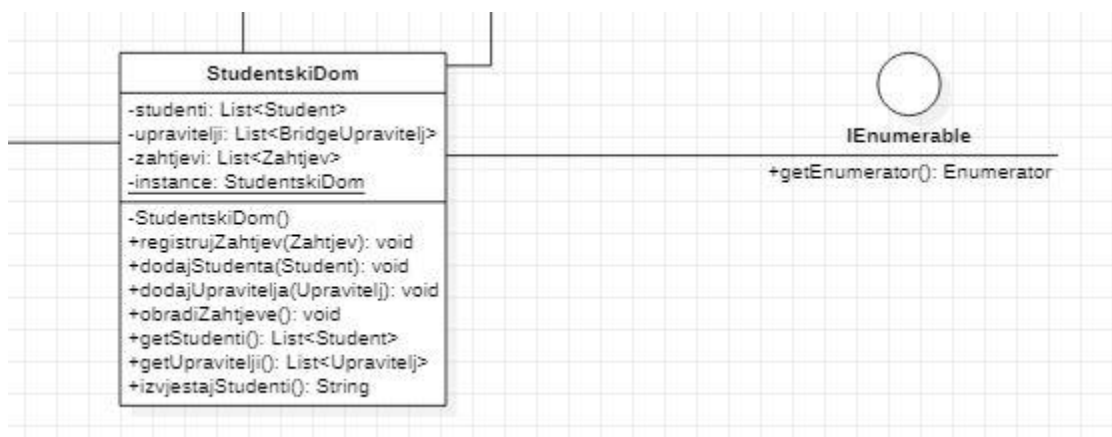 StudentskiDom
-studenti: List<Student>
-upravitelji: List<BridgeUpravitelj>
-zahtjevi: List<Zahtjev>
-instance: StudentskiDom
-StudentskiDom()
+registrujZahtjev(Zahtjev): void
+dodajStudenta(Student): void
+dodajUpravitelja(Upravitelj): void
+obradiZahtjeve(): void
+getStudenti(): List<Student>
+getUpravitelji(): List<Upravitelj>
+izvjestajStudenti(): String
IEnumerable
+getEnumerator(): Enumerator